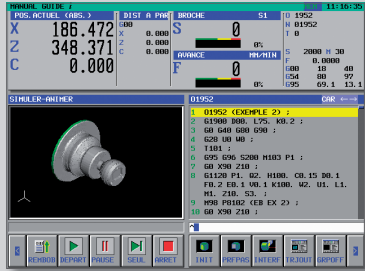 MANUAL GUIDE i 11:16:35
POS.ACTUEL (ABS.) DIST A PAR
X 186.472
Z 348.371
C 0.000
G00
X 0.000
Z 0.000
C 0.000
BROCHE S1
S 0
0%
AVANCE MM/MIN
F 0
0%
O 1952
N 01952
T 0
S 2000 M 30
F 0.0000
G00 18 40
G54 80 97
G95 69.1 13.1
SIMULER-ANIMER
O1952 CAR
1 O1952 (EXEMPLE 2) ;
2 G1900 D80. L75. K0.2 ;
3 G0 G40 G80 G90 ;
4 G28 U0 W0 ;
5 T101 ;
6 G95 G96 S200 M103 P1 ;
7 G0 X90 Z10 ;
8 G1120 P1. Q2. H100. C0.15 D0.1
F0.2 E0.1 V0.1 K100. W2. U1. L1.
M1. Z10. S3. ;
9 M98 P8102 (EB EX 2) ;
10 G0 X90 Z10 ;
REMBOB DEPART PAUSE SEUL ARRET INIT PRFPAS INTERF TRJOUT GRPOFF